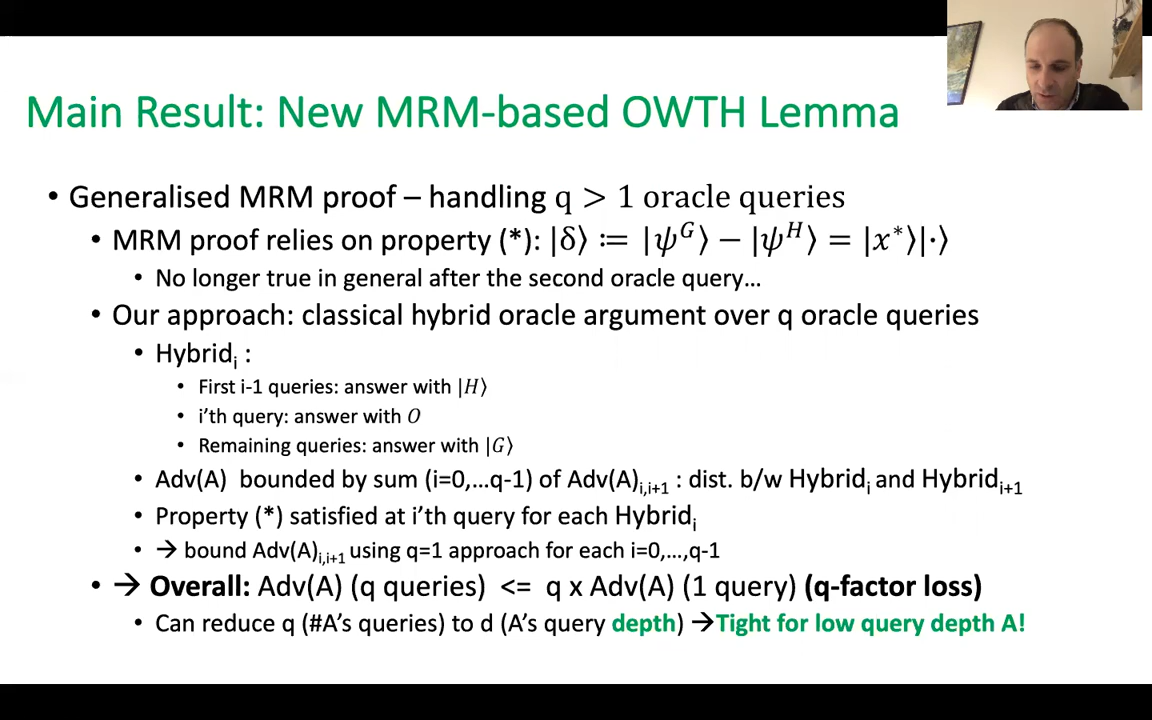 Main Result: New MRM-based OWTH Lemma
• Generalised MRM proof – handling q > 1 oracle queries
• MRM proof relies on property (*): |δ⟩ ≔ |ψ^G⟩ − |ψ^H⟩ = |x*⟩|·⟩
• No longer true in general after the second oracle query…
• Our approach: classical hybrid oracle argument over q oracle queries
• Hybrid_i :
• First i-1 queries: answer with |H⟩
• i’th query: answer with O
• Remaining queries: answer with |G⟩
• Adv(A) bounded by sum (i=0,…q-1) of Adv(A)_i,i+1 : dist. b/w Hybrid_i and Hybrid_i+1
• Property (*) satisfied at i’th query for each Hybrid_i
• → bound Adv(A)_i,i+1 using q=1 approach for each i=0,…,q-1
• → Overall: Adv(A) (q queries) <= q x Adv(A) (1 query) (q-factor loss)
• Can reduce q (#A’s queries) to d (A’s query depth) →Tight for low query depth A!